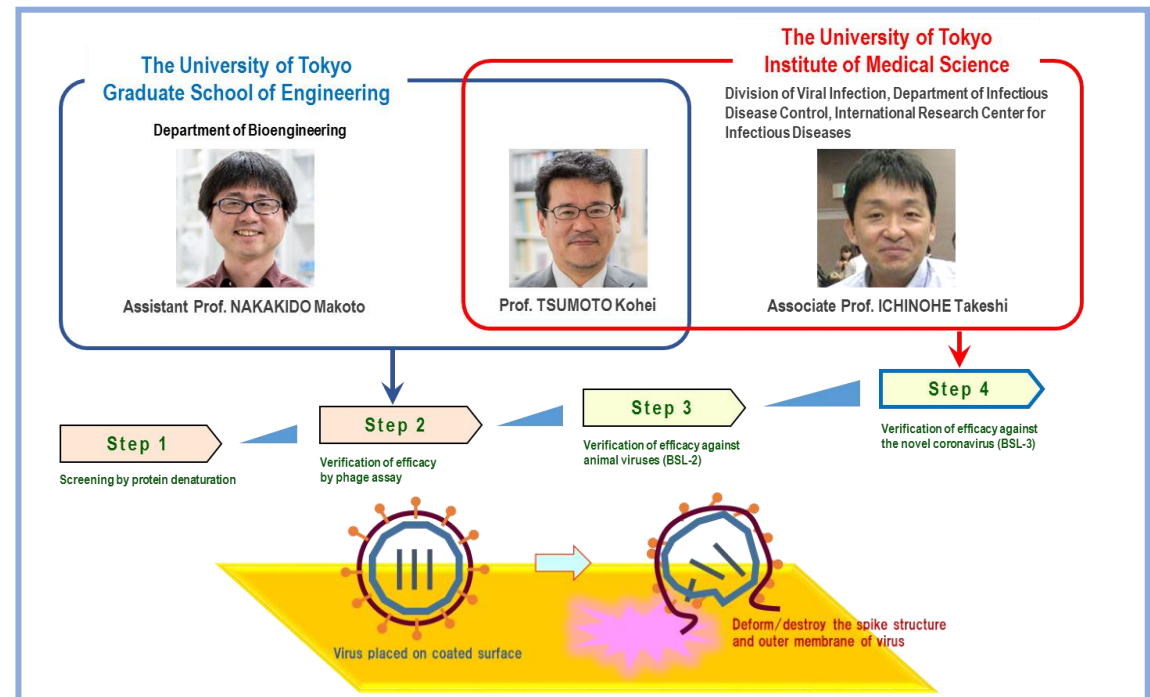 The University of Tokyo
Graduate School of Engineering
Department of Bioengineering
Assistant Prof. NAKAKIDO Makoto
Prof. TSUMOTO Kohei
The University of Tokyo
Institute of Medical Science
Division of Viral Infection, Department of Infectious
Disease Control, International Research Center for
Infectious Diseases
Associate Prof. ICHINOHE Takeshi
Step 1
Screening by protein denaturation
Step 2
Verification of efficacy
by phage assay
Step 3
Verification of efficacy against
animal viruses (BSL-2)
Step 4
Verification of efficacy against
the novel coronavirus (BSL-3)
Virus placed on coated surface
Deform/destroy the spike structure
and outer membrane of virus